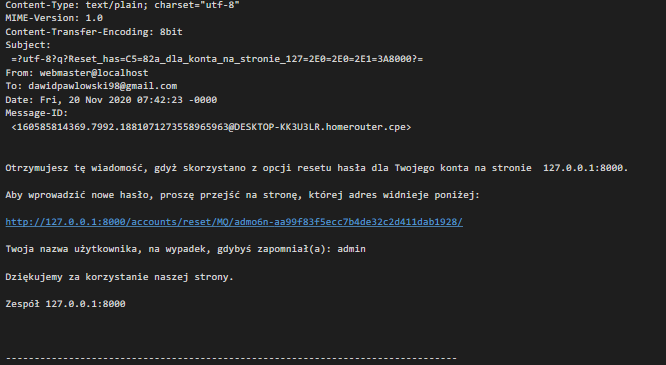 Content-Type: text/plain; charset="utf-8"
MIME-Version: 1.0
Content-Transfer-Encoding: 8bit
Subject:
=?utf-8?q?Reset_has=C5=82a_dla_konta_na_stronie_127=2E0=2E0=2E1=3A8000?=
From: webmaster@localhost
To: dawidpawlowski98@gmail.com
Date: Fri, 20 Nov 2020 07:42:23 -0000
Message-ID:
<160585814369.7992.1881071273558965963@DESKTOP-KK3U3LR.homerouter.cpe>
Otrzymujesz tę wiadomość, gdyż skorzystano z opcji resetu hasła dla Twojego konta na stronie  127.0.0.1:8000.
Aby wprowadzić nowe hasło, proszę przejść na stronę, której adres widnieje poniżej:
http://127.0.0.1:8000/accounts/reset/MQ/admo6n-aa99f83f5ecc7b4de32c2d411dab1928/
Twoja nazwa użytkownika, na wypadek, gdybyś zapomniał(a): admin
Dziękujemy za korzystanie naszej strony.
Zespół 127.0.0.1:8000
-------------------------------------------------------------------------------